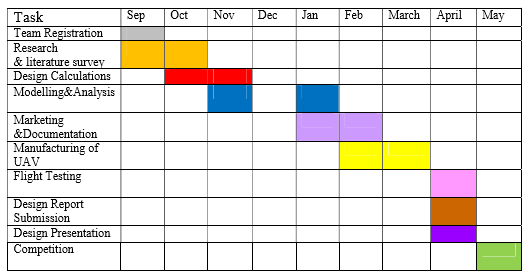 Task Sep Oct Nov Dec Jan Feb March April May
Team Registration
Research
& literature survey
Design Calculations
Modelling&Analysis
Marketing
&Documentation
Manufacturing of
UAV
Flight Testing
Design Report
Submission
Design Presentation
Competition